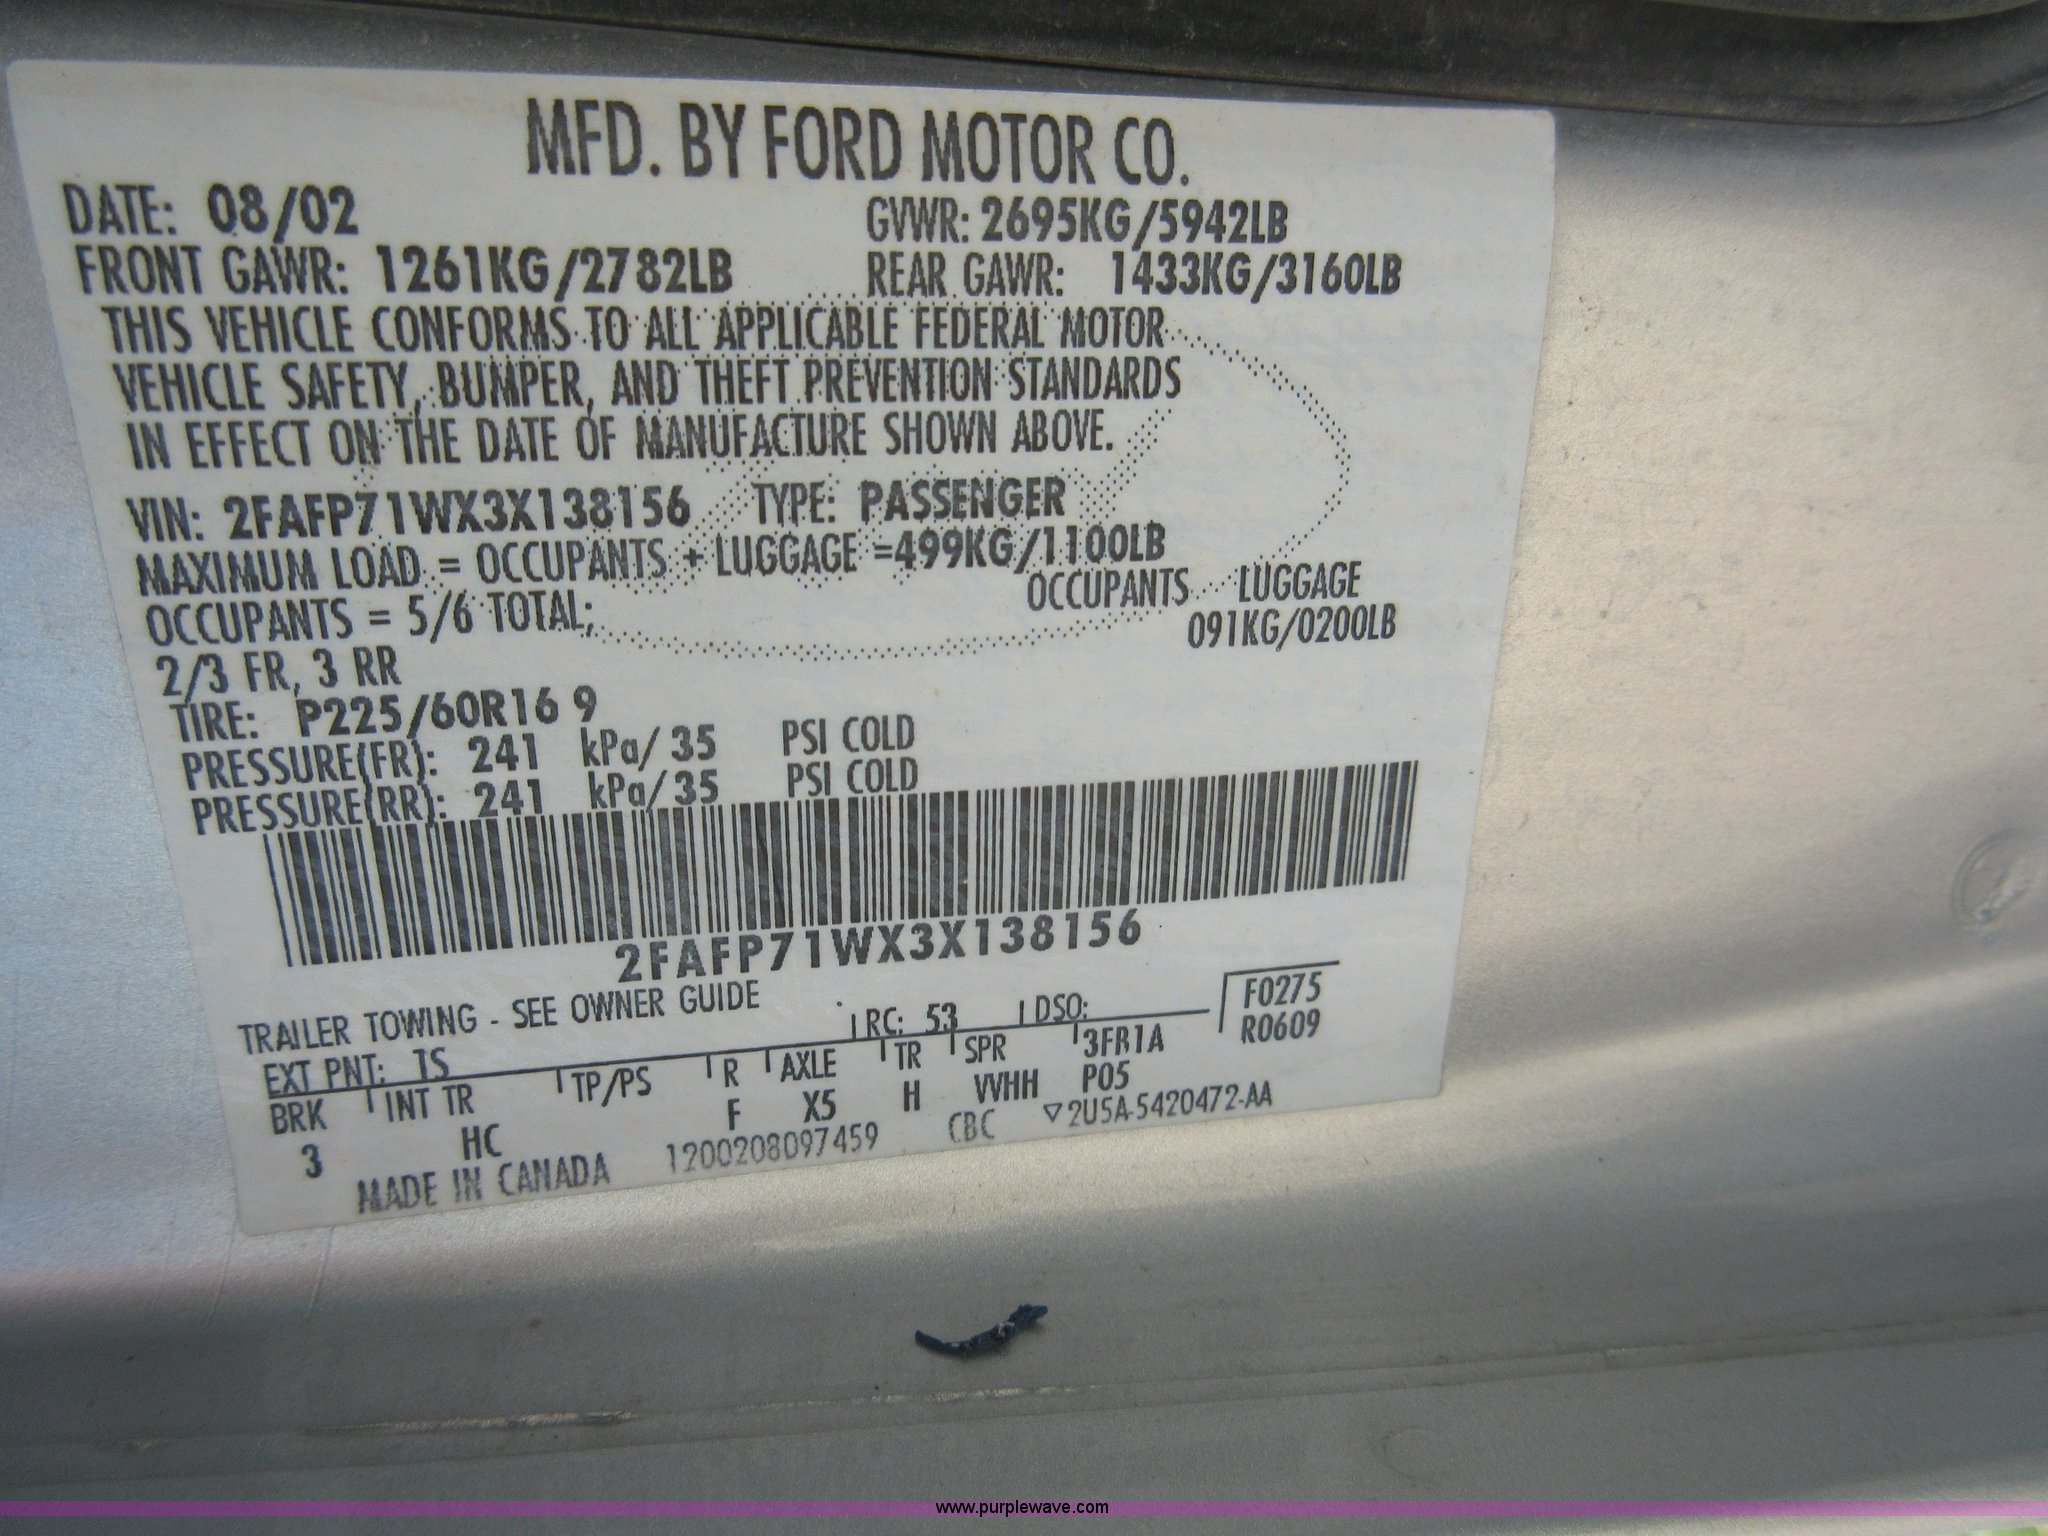 MFD. BY FORD MOTOR CO.
DATE: 08/02 GVWR: 2695KG/5942LB
FRONT GAWR: 1261KG/2782LB REAR GAWR: 1433KG/3160LB
THIS VEHICLE CONFORMS TO ALL APPLICABLE FEDERAL MOTOR
VEHICLE SAFETY, BUMPER, AND THEFT PREVENTION STANDARDS
IN EFFECT ON THE DATE OF MANUFACTURE SHOWN ABOVE.
VIN: 2FAFP71WX3X138156 TYPE: PASSENGER
MAXIMUM LOAD = OCCUPANTS + LUGGAGE =499KG/1100LB
OCCUPANTS = 5/6 TOTAL; OCCUPANTS LUGGAGE
2/3 FR, 3 RR 091KG/0200LB
TIRE: P225/60R16 9
PRESSURE(FR): 241 kPa/ 35 PSI COLD
PRESSURE(RR): 241 kPa/ 35 PSI COLD
2FAFP71WX3X138156
TRAILER TOWING - SEE OWNER GUIDE
EXT PNT: TS RC: 53 DSO: F0275
R0609
BRK INT TR TP/PS R AXLE TR SPR 3FR1A
3 HC F X5 H VVHH P05
MADE IN CANADA 1200208097459 CBC ▽2U5A-5420472-AA
www.purplewave.com